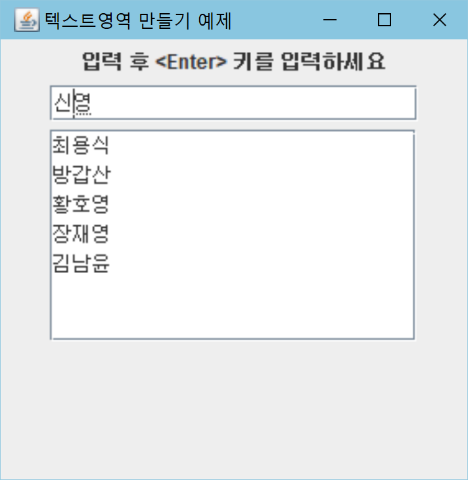 텍스트영역 만들기 예제
입력 후 <Enter> 키를 입력하세요
신영
최용식
방갑산
황호영
장재영
김남윤